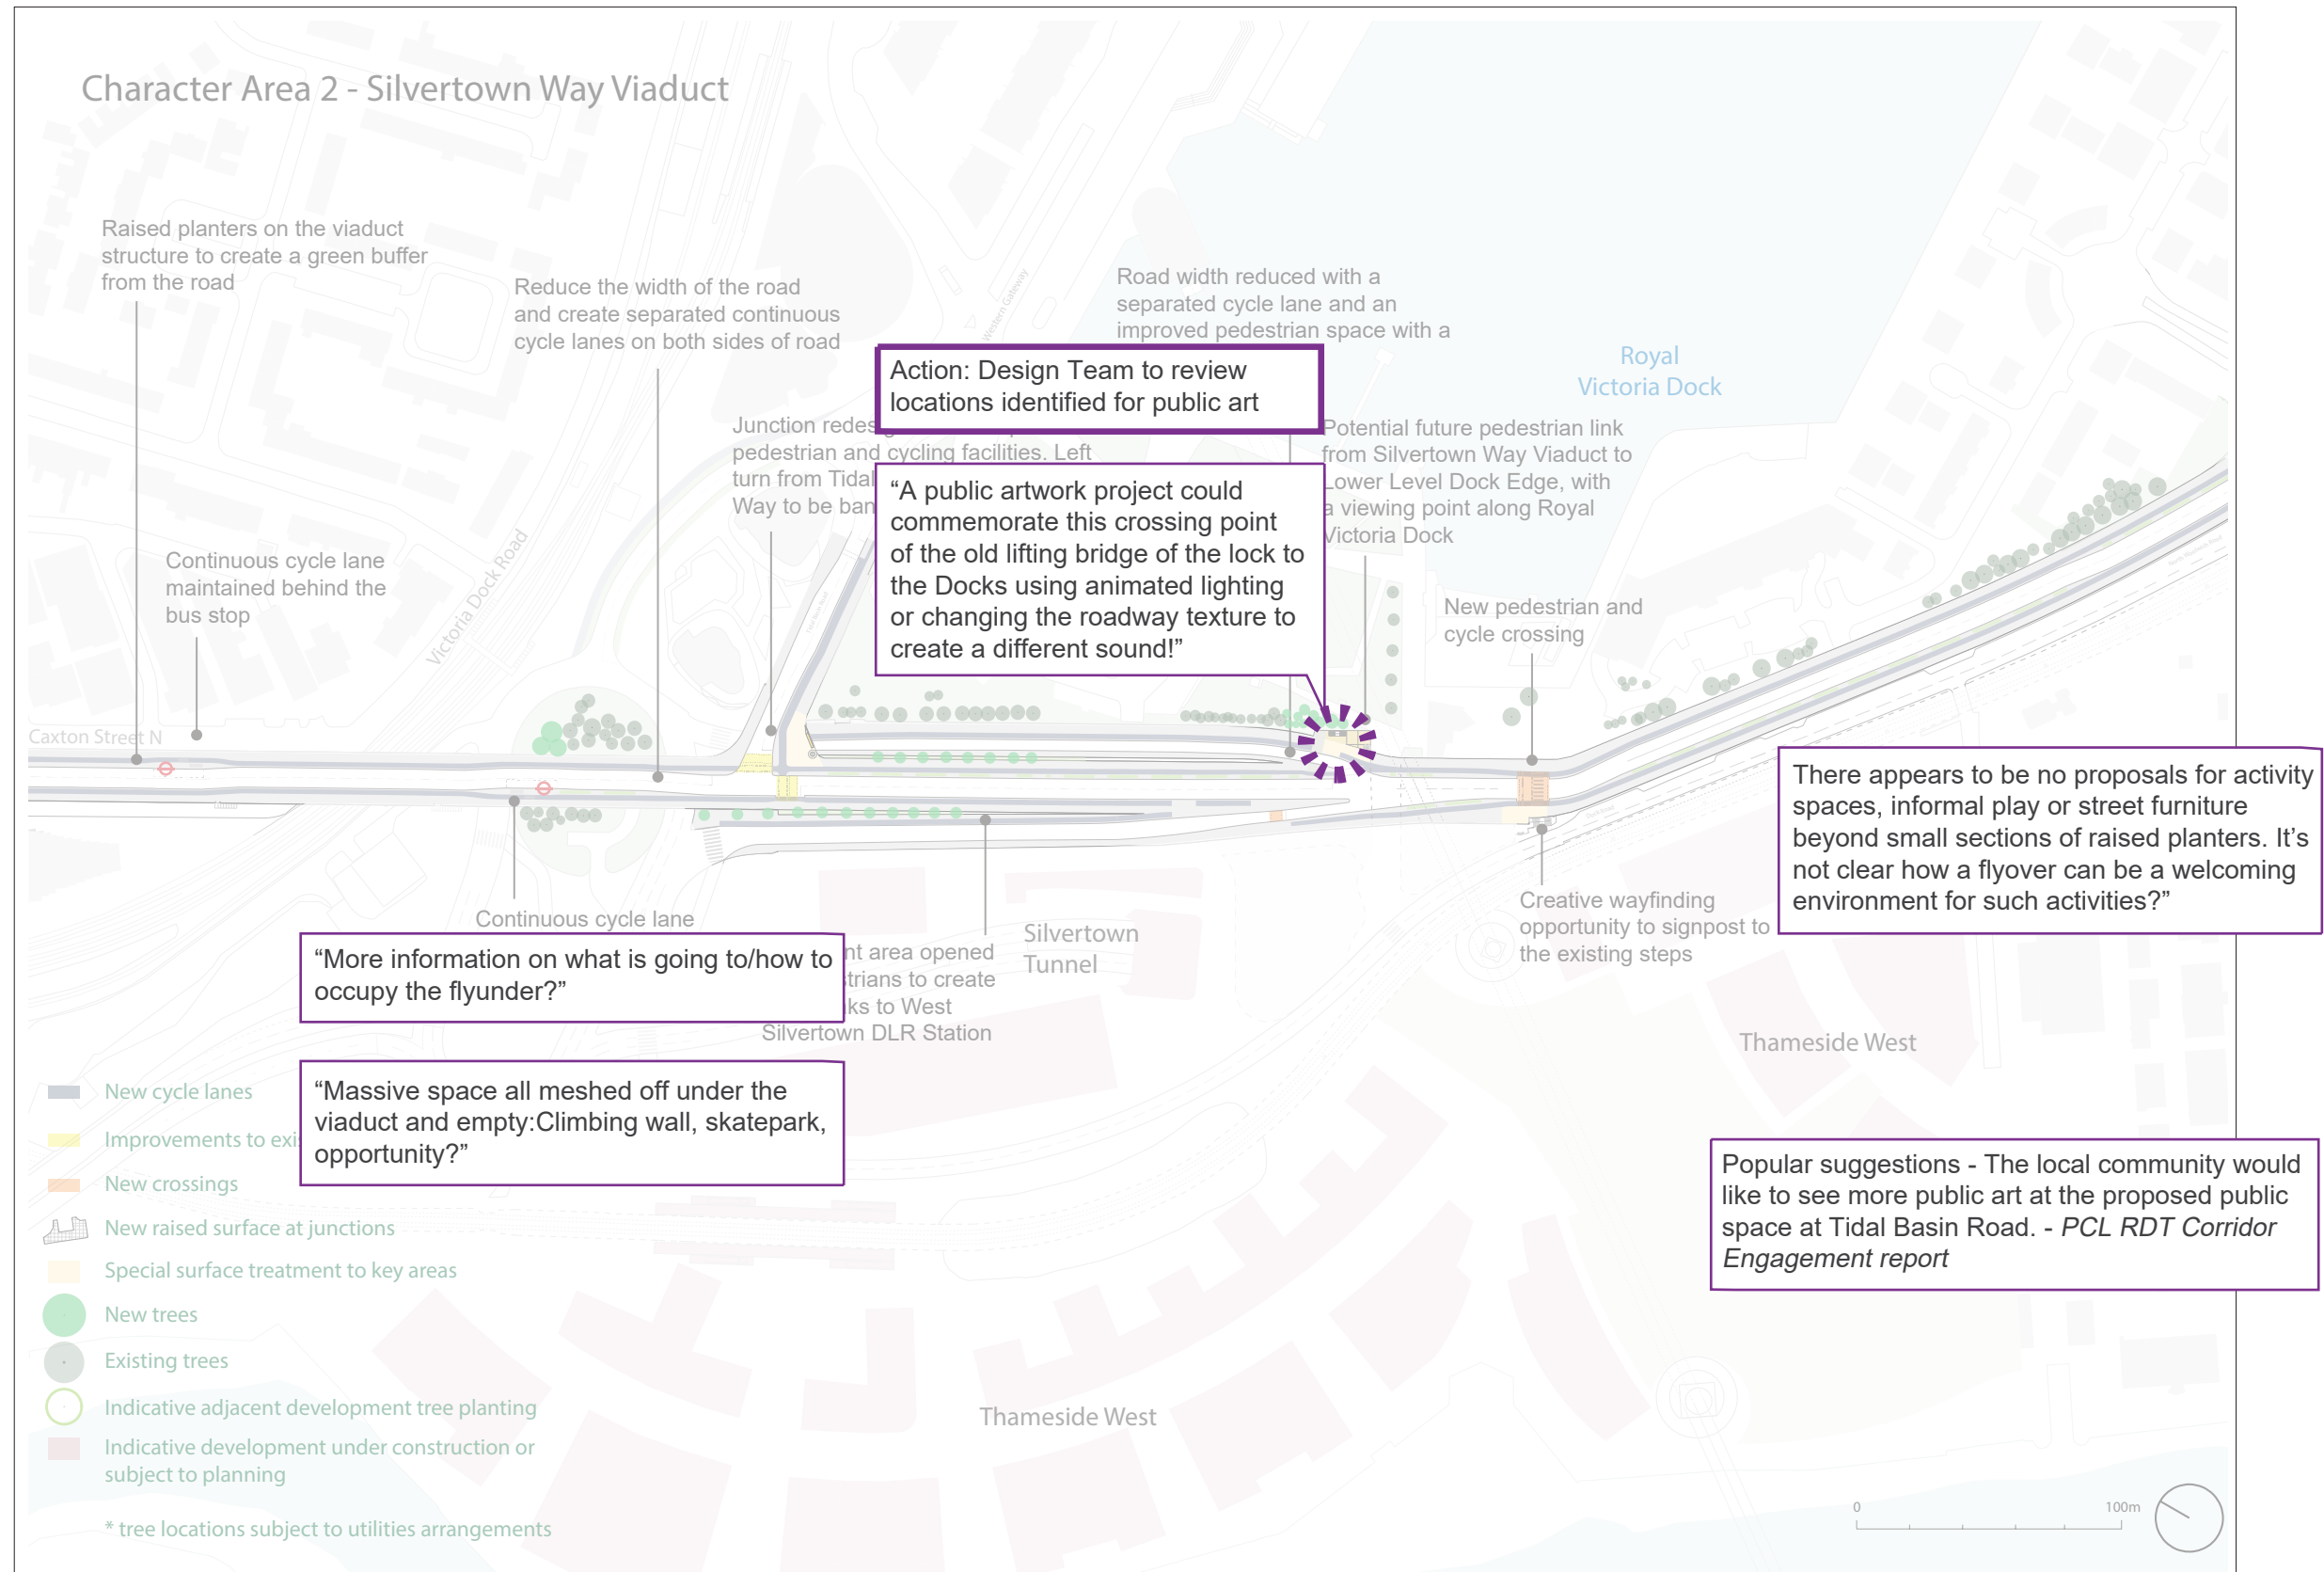 Character Area 2 - Silvertown Way Viaduct
Raised planters on the viaduct
structure to create a green buffer
from the road
Reduce the width of the road
and create separated continuous
cycle lanes on both sides of road
Western Gateway
Road width reduced with a
separated cycle lane and an
improved pedestrian space with a
Royal
Victoria Dock
Action: Design Team to review
locations identified for public art
Junction redes
pedestrian and cycling facilities. Left
turn from Tidal
Way to be ban
Potential future pedestrian link
from Silvertown Way Viaduct to
Lower Level Dock Edge, with
a viewing point along Royal
Victoria Dock
“A public artwork project could
commemorate this crossing point
of the old lifting bridge of the lock to
the Docks using animated lighting
or changing the roadway texture to
create a different sound!”
Continuous cycle lane
maintained behind the
bus stop
Victoria Dock Road
Tidal Basin Road
New pedestrian and
cycle crossing
Caxton Street N
Dock Road
There appears to be no proposals for activity
spaces, informal play or street furniture
beyond small sections of raised planters. It’s
not clear how a flyover can be a welcoming
environment for such activities?”
Continuous cycle lane
“More information on what is going to/how to
occupy the flyunder?”
nt area opened
strians to create
ks to West
Silvertown DLR Station
Silvertown
Tunnel
Creative wayfinding
opportunity to signpost to
the existing steps
Thameside West
“Massive space all meshed off under the
viaduct and empty:Climbing wall, skatepark,
opportunity?”
Popular suggestions - The local community would
like to see more public art at the proposed public
space at Tidal Basin Road. - PCL RDT Corridor
Engagement report
New cycle lanes
Improvements to exis
New crossings
New raised surface at junctions
Special surface treatment to key areas
New trees
Existing trees
Indicative adjacent development tree planting
Indicative development under construction or
subject to planning
* tree locations subject to utilities arrangements
Thameside West
0
100m